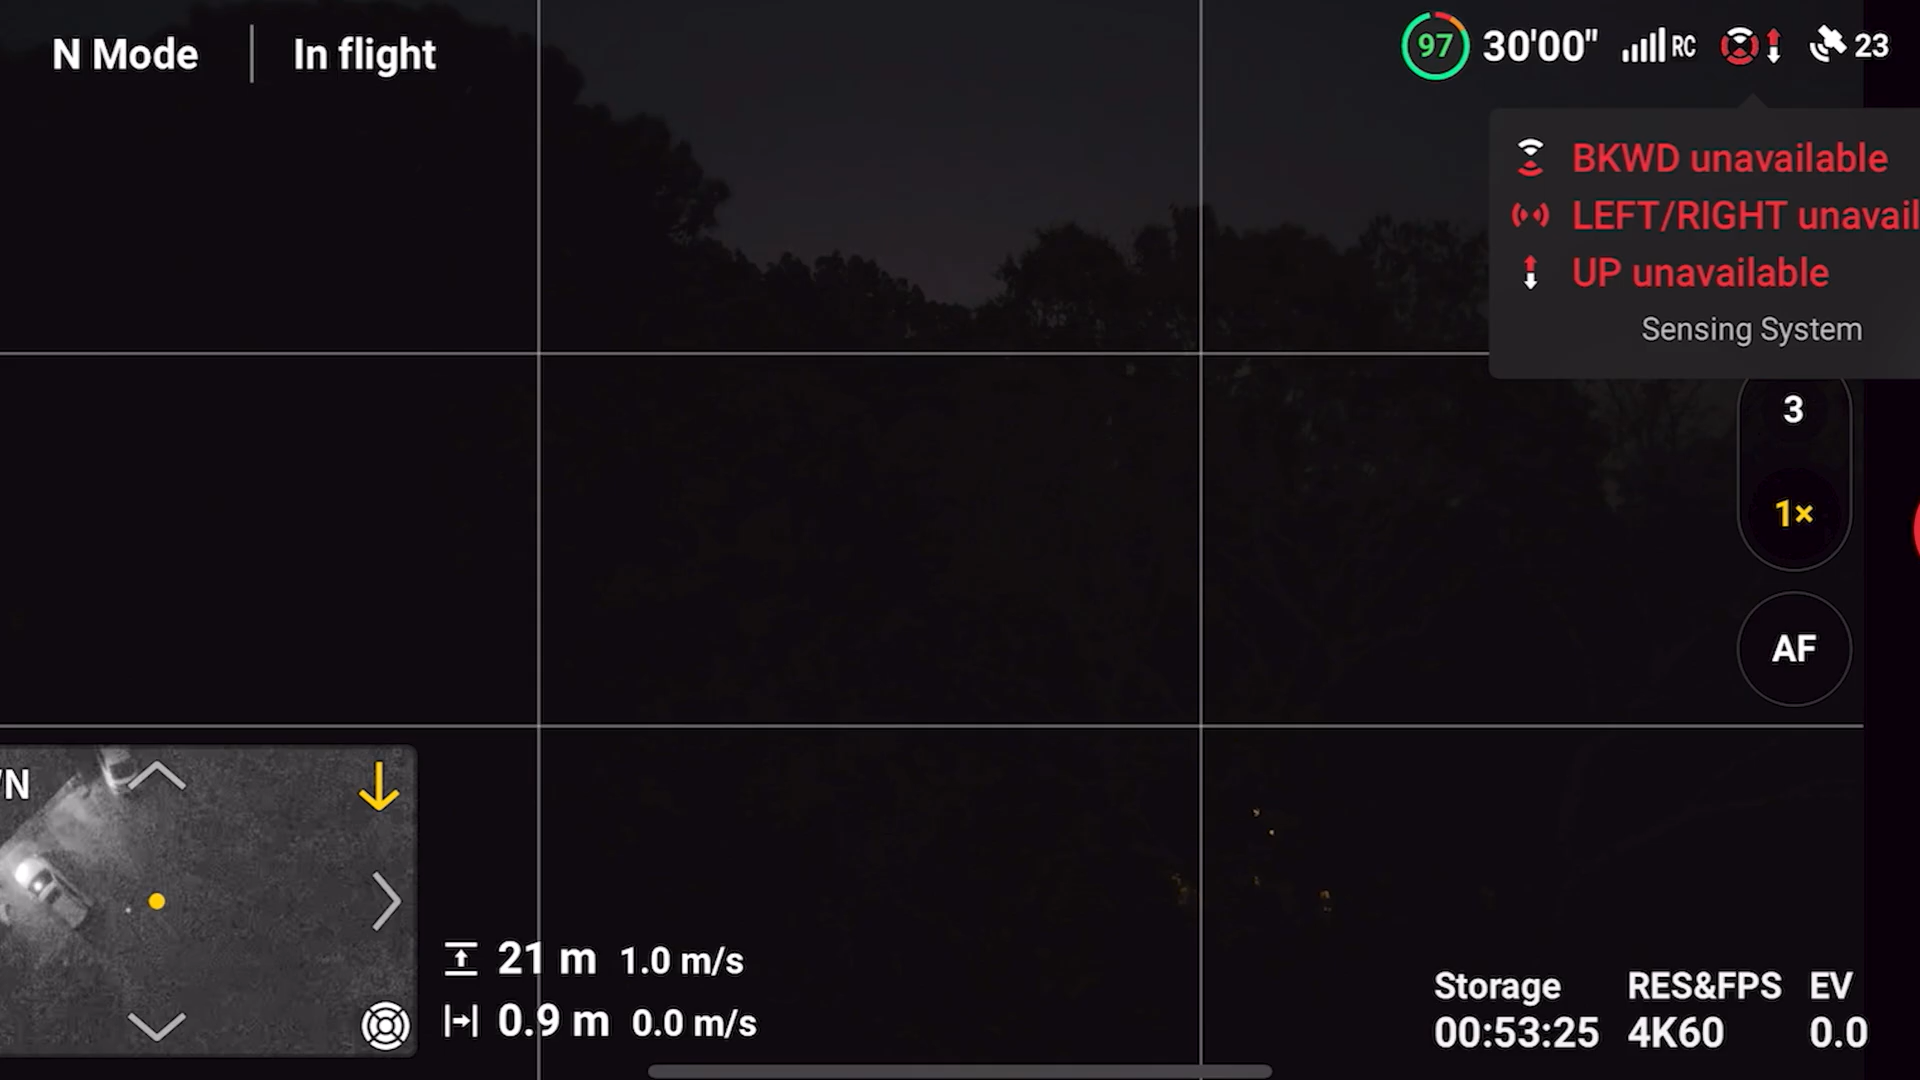 N Mode
In flight
97
30'00"
RC
23
BKWD unavailable
LEFT/RIGHT unavail
UP unavailable
Sensing System
3
1×
AF
N
21 m 1.0 m/s
0.9 m 0.0 m/s
Storage
00:53:25
RES&FPS
4K60
EV
0.0